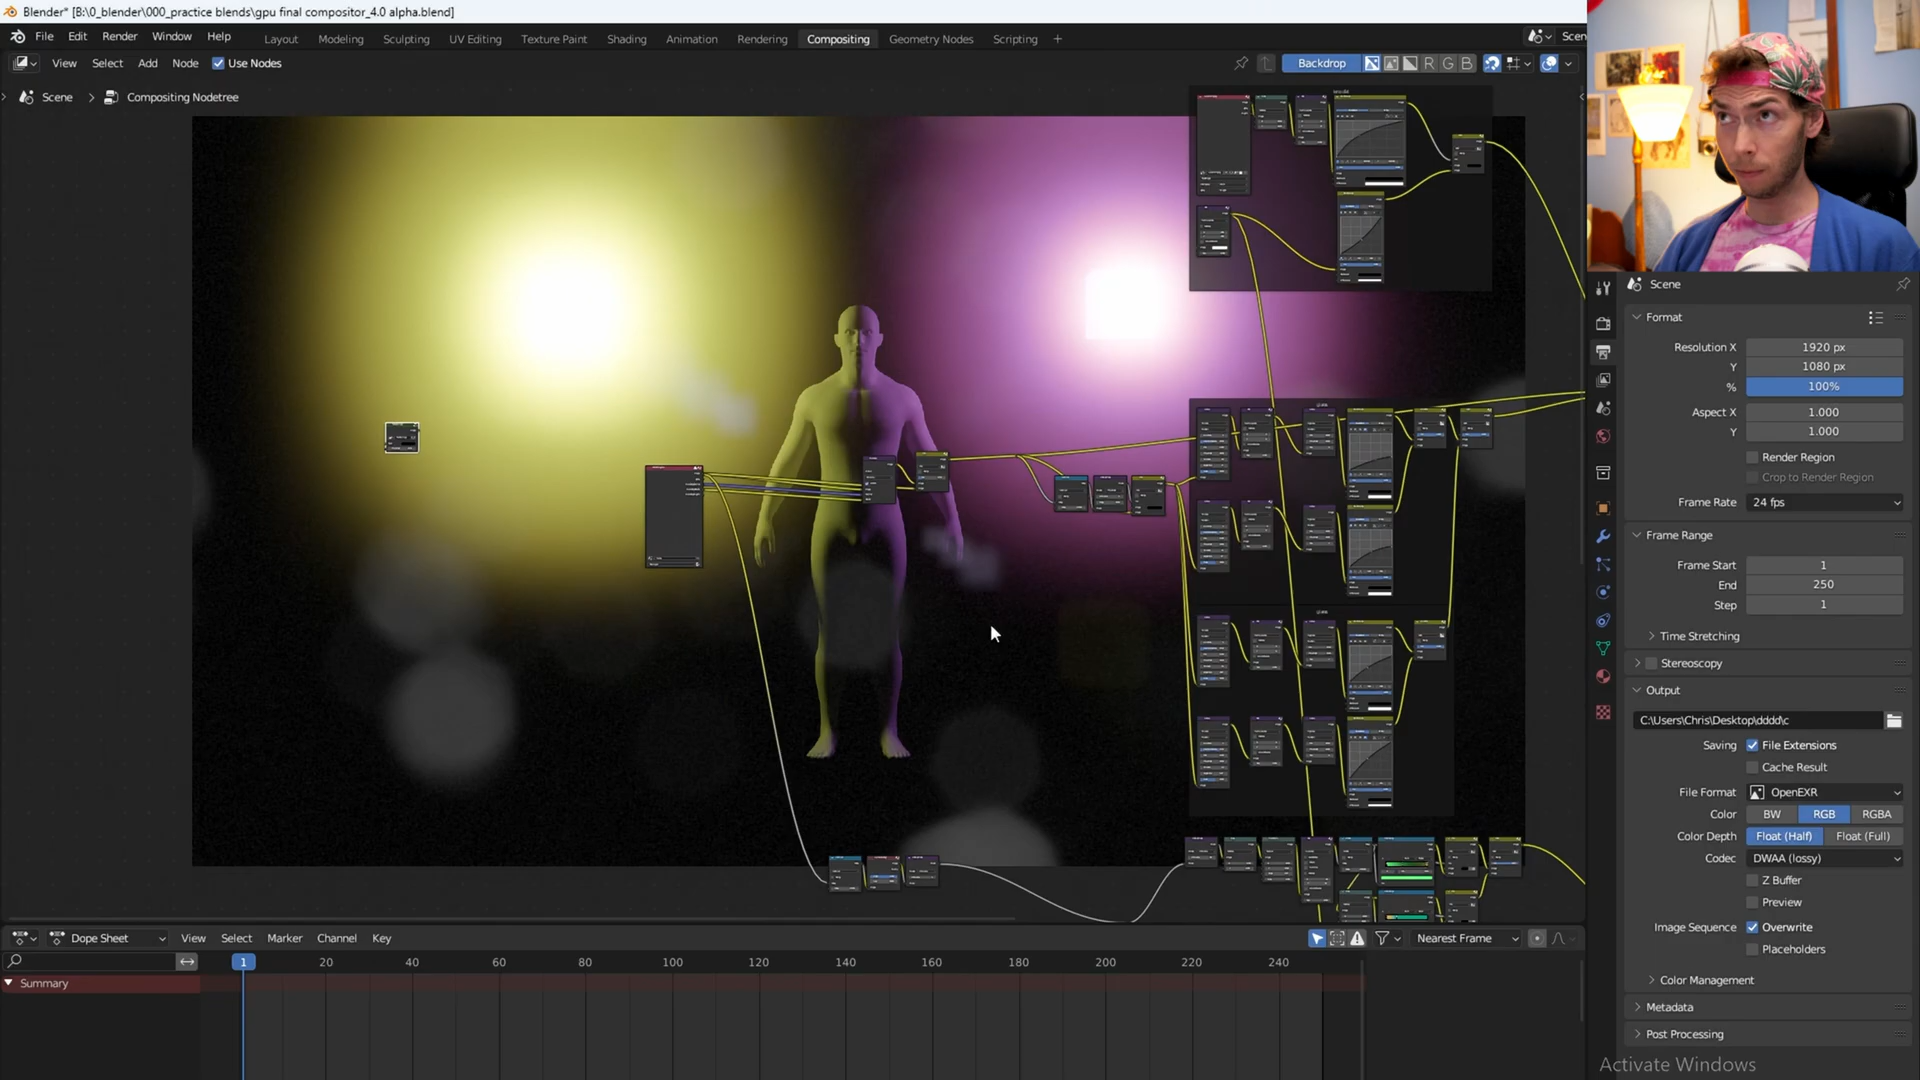 Blender* [B:\0_blender\000_practice blends\gpu final compositor_4.0 alpha.blend]
File Edit Render Window Help
Layout Modeling Sculpting UV Editing Texture Paint Shading Animation Rendering Compositing Geometry Nodes Scripting +
Scen
View Select Add Node Use Nodes
Backdrop R G B
Scene > Compositing Nodetree
Scene
Format
Resolution X 1920 px
Y 1080 px
% 100%
Aspect X 1.000
Y 1.000
Render Region
Crop to Render Region
Frame Rate 24 fps
Frame Range
Frame Start 1
End 250
Step 1
Time Stretching
Stereoscopy
Output
C:\Users\Chris\Desktop\dddd\c
Saving File Extensions
Cache Result
File Format OpenEXR
Color BW RGB RGBA
Color Depth Float (Half) Float (Full)
Codec DWAA (lossy)
Z Buffer
Preview
Image Sequence Overwrite
Placeholders
Color Management
Metadata
Post Processing
Activate Windows
Dope Sheet View Select Marker Channel Key Nearest Frame
1 20 40 60 80 100 120 140 160 180 200 220 240
Summary